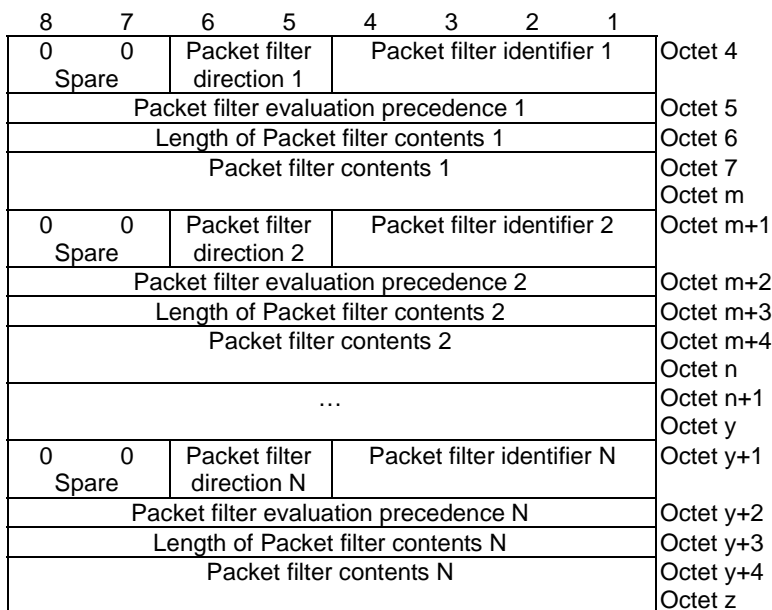 8 7 6 5 4 3 2 1
0 0 Packet filter Packet filter identifier 1 Octet 4
Spare direction 1
Packet filter evaluation precedence 1 Octet 5
Length of Packet filter contents 1 Octet 6
Packet filter contents 1 Octet 7
Octet m
0 0 Packet filter Packet filter identifier 2 Octet m+1
Spare direction 2
Packet filter evaluation precedence 2 Octet m+2
Length of Packet filter contents 2 Octet m+3
Packet filter contents 2 Octet m+4
Octet n
… Octet n+1
Octet y
0 0 Packet filter Packet filter identifier N Octet y+1
Spare direction N
Packet filter evaluation precedence N Octet y+2
Length of Packet filter contents N Octet y+3
Packet filter contents N Octet y+4
Octet z